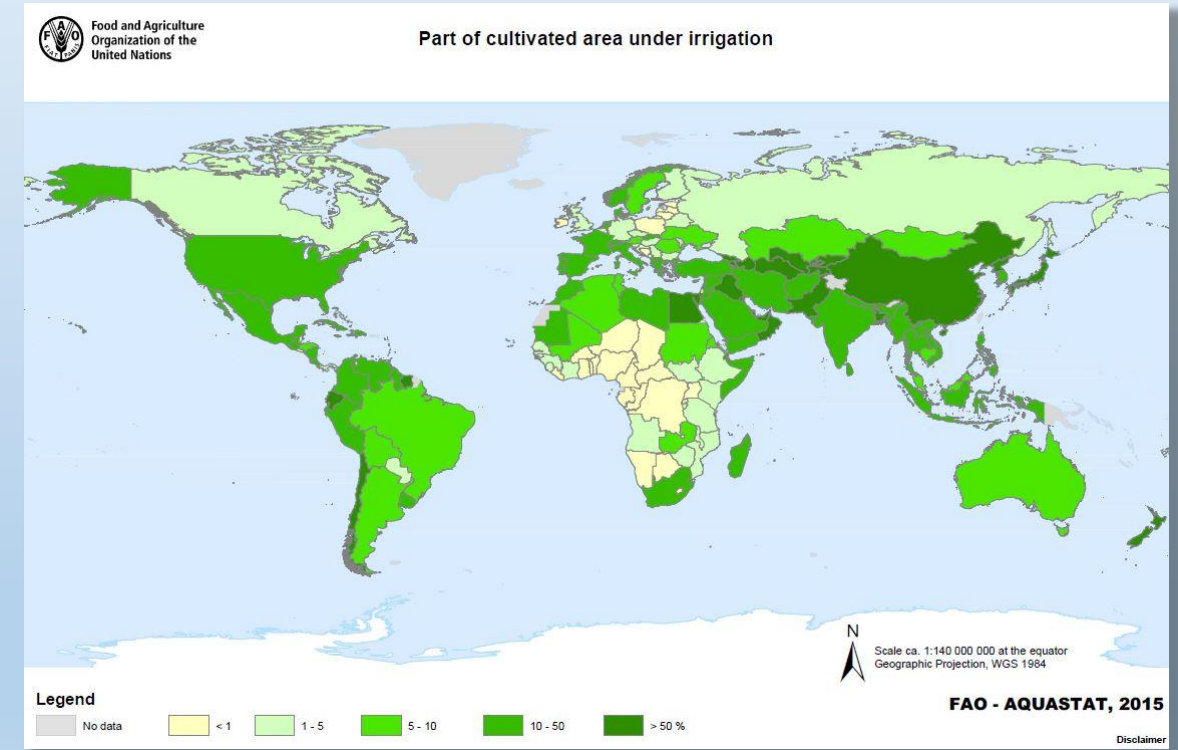 F A O
FIAT PANIS
Food and Agriculture
Organization of the
United Nations
Part of cultivated area under irrigation
N
Scale ca. 1:140 000 000 at the equator
Geographic Projection, WGS 1984
Legend
No data
< 1
1 - 5
5 - 10
10 - 50
> 50 %
FAO - AQUASTAT, 2015
Disclaimer